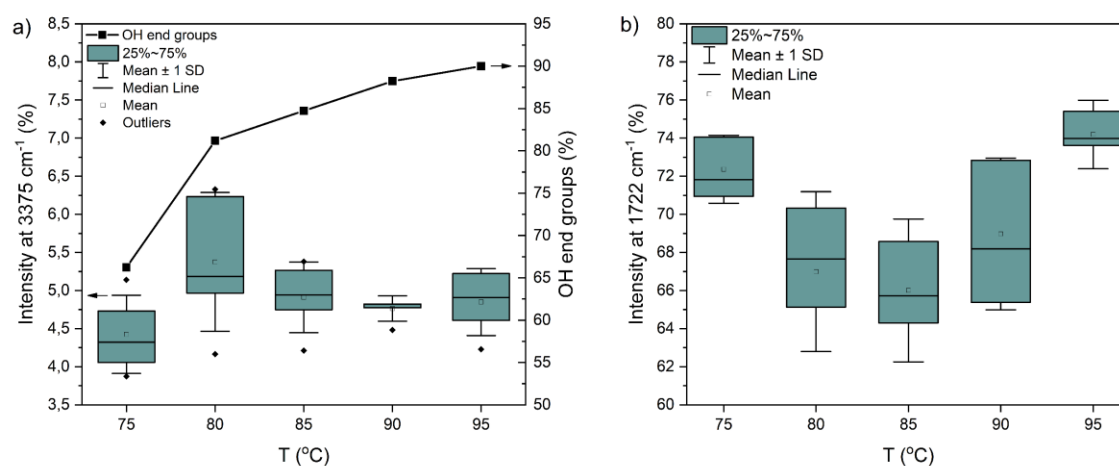 a)
OH end groups
25%~75%
Mean ± 1 SD
Median Line
Mean
Outliers
8,5
8,0
7,5
7,0
6,5
6,0
5,5
5,0
4,5
4,0
3,5
Intensity at 3375 cm⁻¹ (%)
95
90
85
80
75
70
65
60
55
50
OH end groups (%)
75 80 85 90 95
T (°C)
b)
25%~75%
Mean ± 1 SD
Median Line
Mean
80
78
76
74
72
70
68
66
64
62
60
Intensity at 1722 cm⁻¹ (%)
75 80 85 90 95
T (°C)